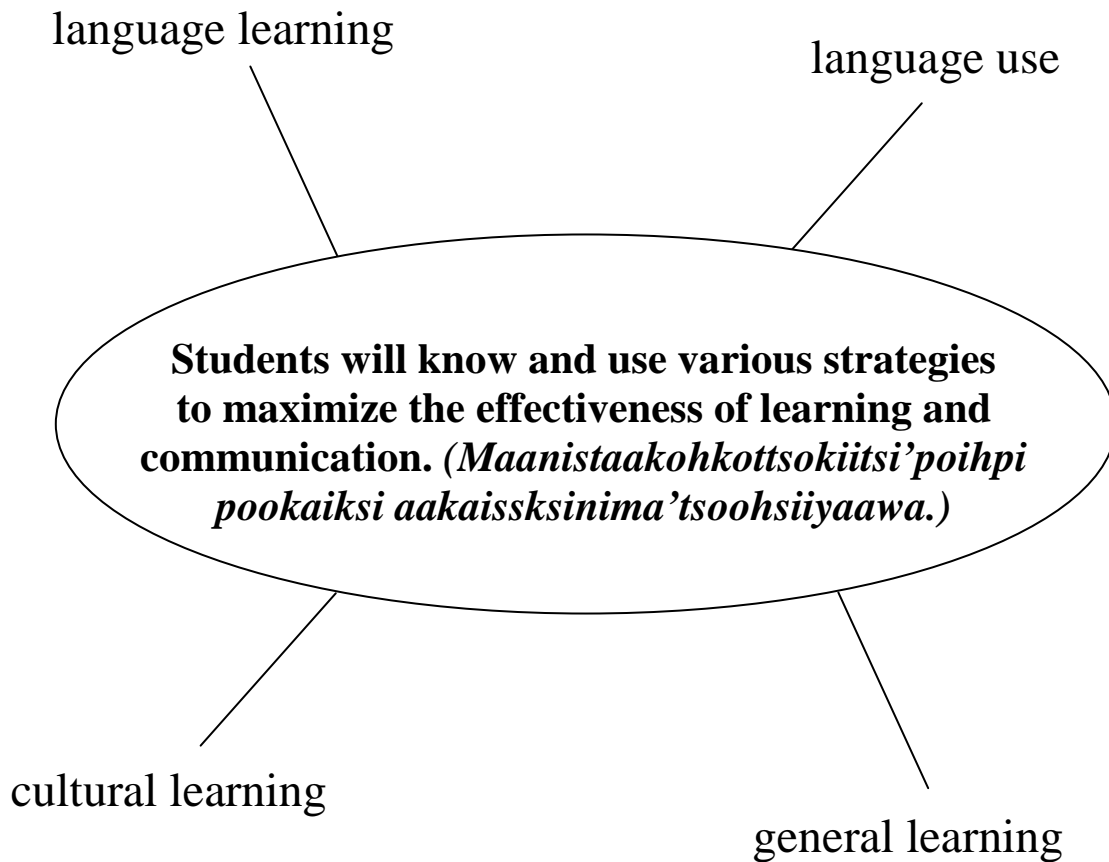 language learning
language use
Students will know and use various strategies
to maximize the effectiveness of learning and
communication. (Maanistaakohkottsokiitsi’poihpi
pookaiksi aakaissksinima’tsoohsiiyaawa.)
cultural learning
general learning